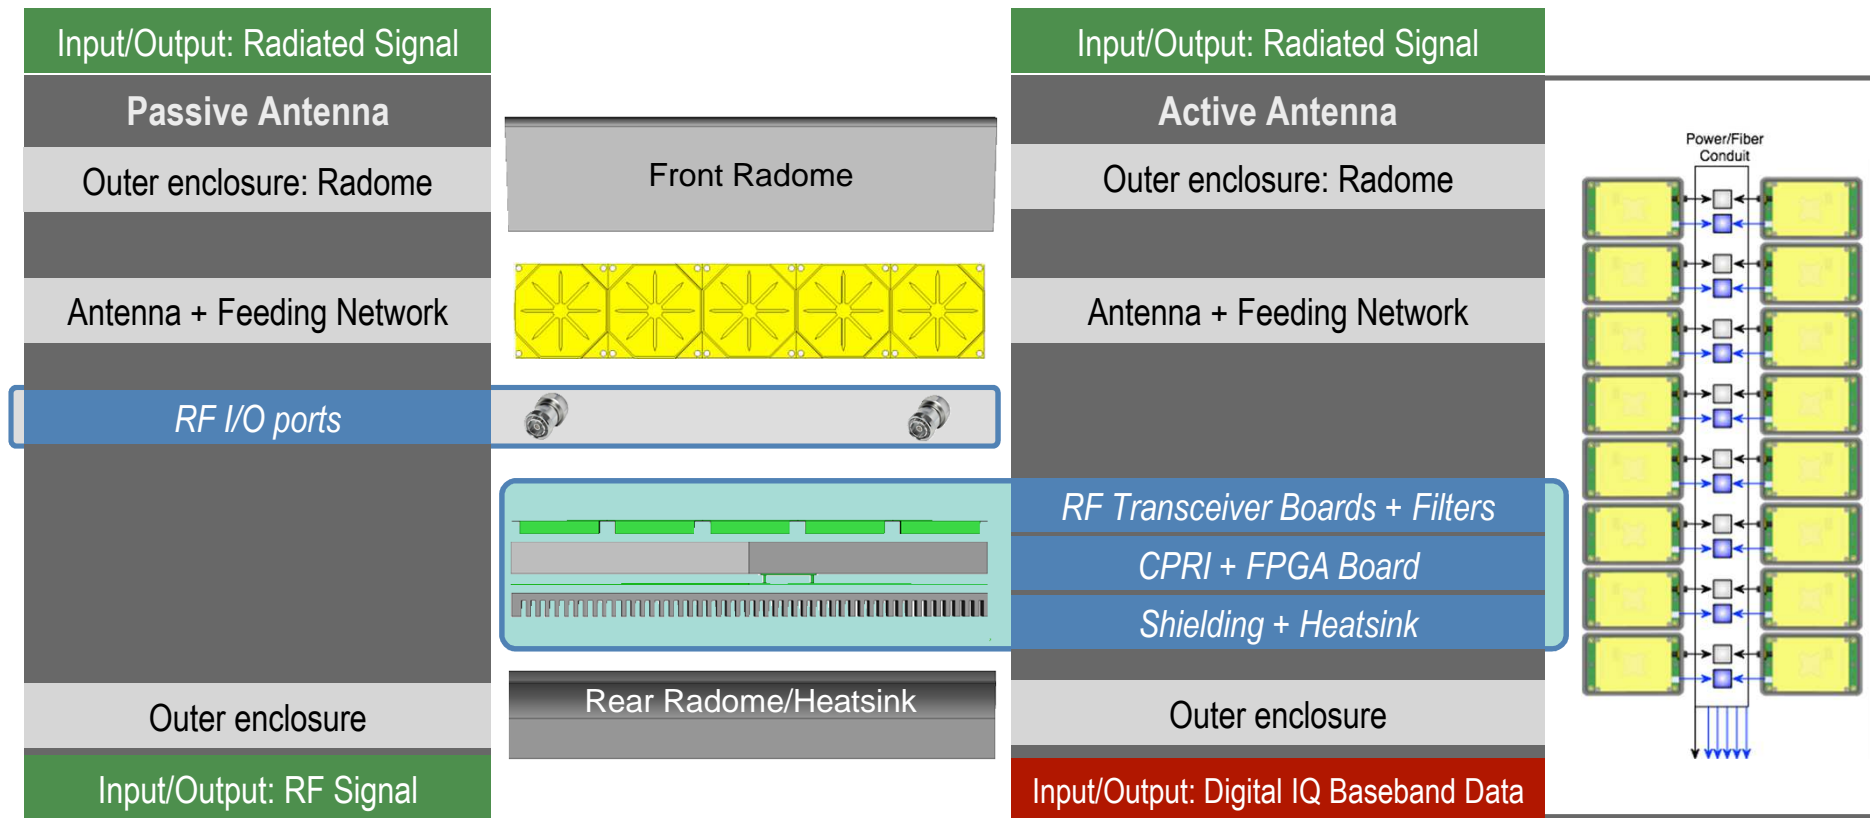 Input/Output: Radiated Signal
Passive Antenna
Outer enclosure: Radome
Antenna + Feeding Network
RF I/O ports
Outer enclosure
Input/Output: RF Signal
Front Radome
Rear Radome/Heatsink
Input/Output: Radiated Signal
Active Antenna
Outer enclosure: Radome
Antenna + Feeding Network
RF Transceiver Boards + Filters
CPRI + FPGA Board
Shielding + Heatsink
Outer enclosure
Input/Output: Digital IQ Baseband Data
Power/Fiber
Conduit